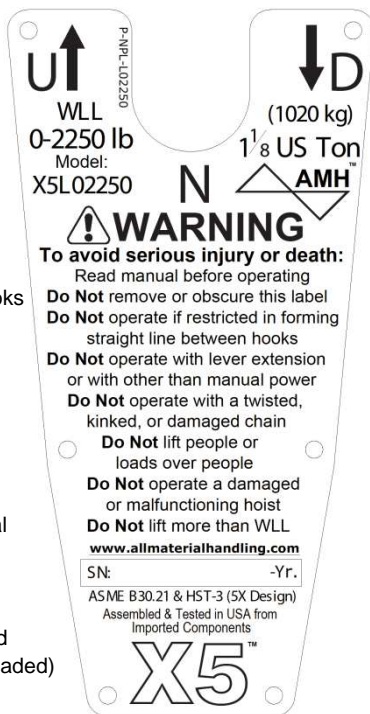 U
P-NPL-L02250
D
WLL
0-2250 lb
Model:
X5L02250
(1020 kg)
1 1/8 US Ton
N
AMH™
WARNING
To avoid serious injury or death:
Read manual before operating
oks
Do Not remove or obscure this label
Do Not operate if restricted in forming
straight line between hooks
Do Not operate with lever extension
or with other than manual power
Do Not operate with a twisted,
kinked, or damaged chain
Do Not lift people or
loads over people
Do Not operate a damaged
or malfunctioning hoist
al
Do Not lift more than WLL
www.allmaterialhandling.com
SN: -Yr.
ASME B30.21 & HST-3 (5X Design)
Assembled & Tested in USA from
Imported Components
d
aded)
X5™